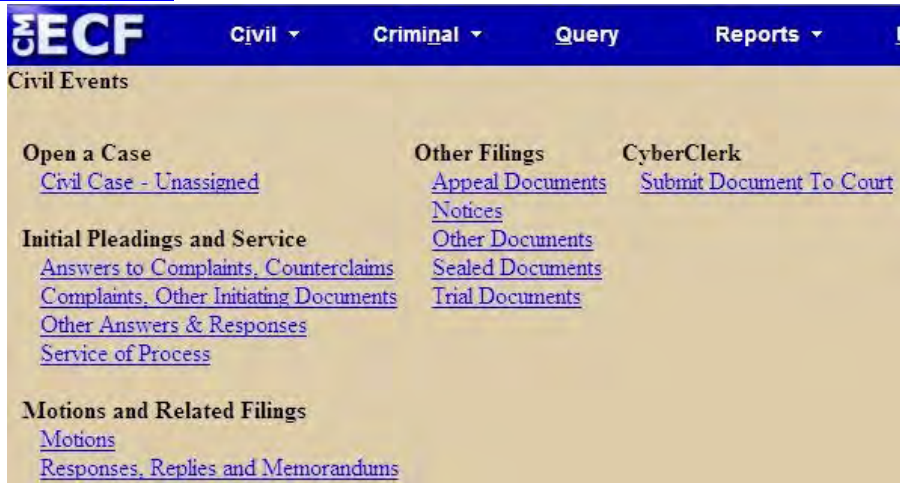 CM ECF Civil Criminal Query Reports
Civil Events
Open a Case
Civil Case - Unassigned
Initial Pleadings and Service
Answers to Complaints, Counterclaims
Complaints, Other Initiating Documents
Other Answers & Responses
Service of Process
Motions and Related Filings
Motions
Responses, Replies and Memorandums
Other Filings
Appeal Documents
Notices
Other Documents
Sealed Documents
Trial Documents
CyberClerk
Submit Document To Court